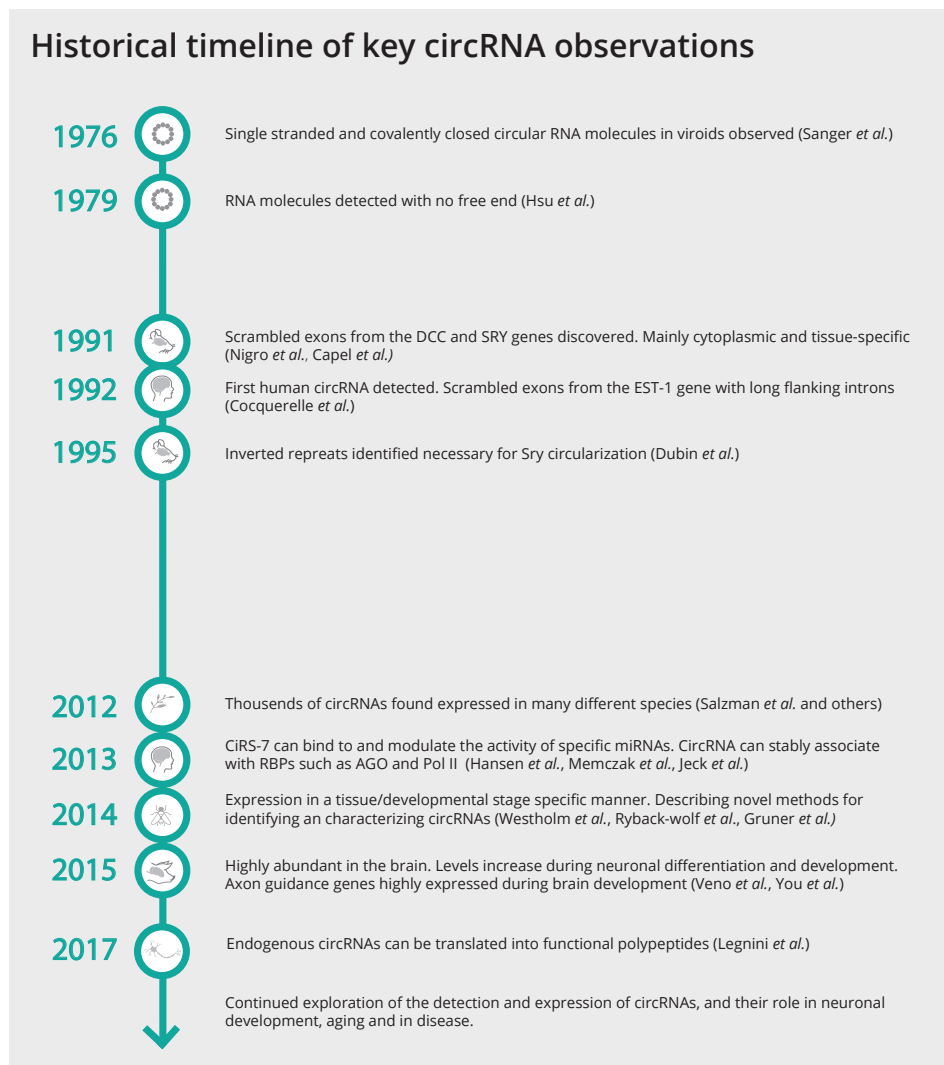 Historical timeline of key circRNA observations
1976
Single stranded and covalently closed circular RNA molecules in viroids observed (Sanger et al.)
1979
RNA molecules detected with no free end (Hsu et al.)
1991
Scrambled exons from the DCC and SRY genes discovered. Mainly cytoplasmic and tissue-specific
(Nigro et al., Capel et al.)
1992
First human circRNA detected. Scrambled exons from the EST-1 gene with long flanking introns
(Cocquerelle et al.)
1995
Inverted repreats identified necessary for Sry circularization (Dubin et al.)
2012
Thousands of circRNAs found expressed in many different species (Salzman et al. and others)
2013
CiRS-7 can bind to and modulate the activity of specific miRNAs. CircRNA can stably associate
with RBPs such as AGO and Pol II (Hansen et al., Memczak et al., Jeck et al.)
2014
Expression in a tissue/developmental stage specific manner. Describing novel methods for
identifying an characterizing circRNAs (Westholm et al., Ryback-wolf et al., Gruner et al.)
2015
Highly abundant in the brain. Levels increase during neuronal differentiation and development.
Axon guidance genes highly expressed during brain development (Veno et al., You et al.)
2017
Endogenous circRNAs can be translated into functional polypeptides (Legnini et al.)
Continued exploration of the detection and expression of circRNAs, and their role in neuronal
development, aging and in disease.